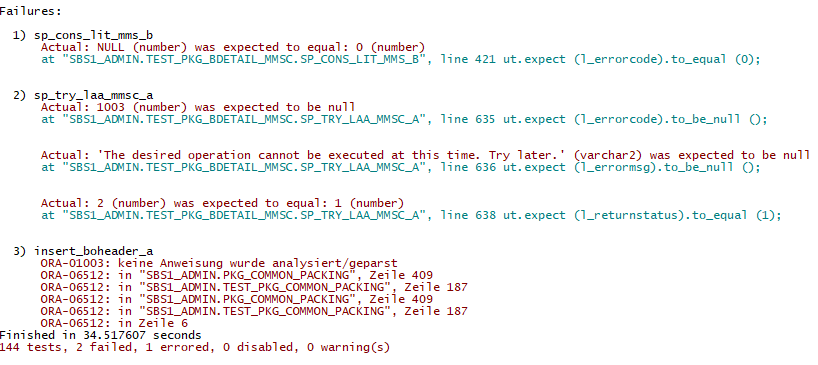 Failures:
1) sp_cons_lit_mms_b
Actual: NULL (number) was expected to equal: 0 (number)
at "SBS1_ADMIN.TEST_PKG_BDETAIL_MMSC.SP_CONS_LIT_MMS_B", line 421 ut.expect (l_errorcode).to_equal (0);
2) sp_try_laa_mmsc_a
Actual: 1003 (number) was expected to be null
at "SBS1_ADMIN.TEST_PKG_BDETAIL_MMSC.SP_TRY_LAA_MMSC_A", line 635 ut.expect (l_errorcode).to_be_null ();
Actual: 'The desired operation cannot be executed at this time. Try later.' (varchar2) was expected to be null
at "SBS1_ADMIN.TEST_PKG_BDETAIL_MMSC.SP_TRY_LAA_MMSC_A", line 636 ut.expect (l_errormsg).to_be_null ();
Actual: 2 (number) was expected to equal: 1 (number)
at "SBS1_ADMIN.TEST_PKG_BDETAIL_MMSC.SP_TRY_LAA_MMSC_A", line 638 ut.expect (l_returnstatus).to_equal (1);
3) insert_boheader_a
ORA-01003: keine Anweisung wurde analysiert/geparst
ORA-06512: in "SBS1_ADMIN.PKG_COMMON_PACKING", Zeile 409
ORA-06512: in "SBS1_ADMIN.TEST_PKG_COMMON_PACKING", Zeile 187
ORA-06512: in "SBS1_ADMIN.PKG_COMMON_PACKING", Zeile 409
ORA-06512: in "SBS1_ADMIN.TEST_PKG_COMMON_PACKING", Zeile 187
ORA-06512: in Zeile 6
Finished in 34.517607 seconds
144 tests, 2 failed, 1 errored, 0 disabled, 0 warning(s)